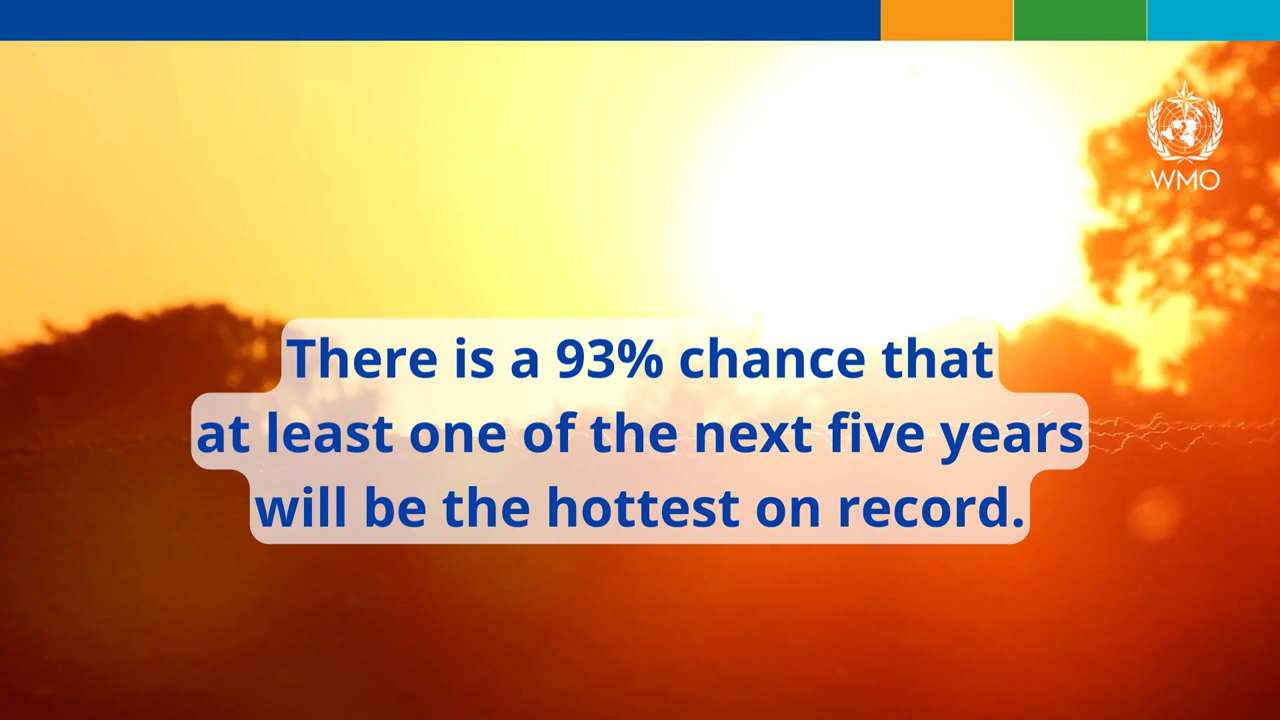 WMO
There is a 93% chance that
at least one of the next five years
will be the hottest on record.